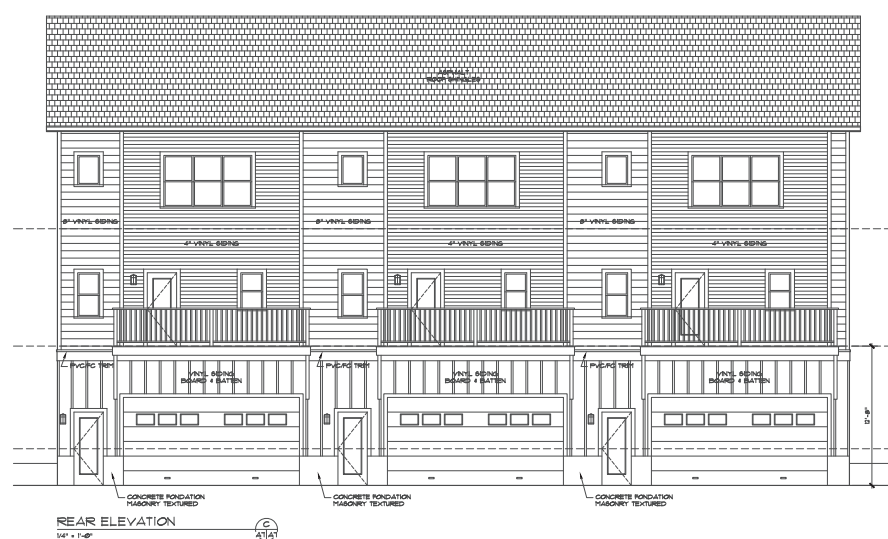 ASPHALT
ROOF SHINGLES
8" VINYL SIDING
8" VINYL SIDING
8" VINYL SIDING
4" VINYL SIDING
4" VINYL SIDING
4" VINYL SIDING
PVC/FC TRIM
PVC/FC TRIM
PVC/FC TRIM
VINYL SIDING
BOARD & BATTEN
VINYL SIDING
BOARD & BATTEN
VINYL SIDING
BOARD & BATTEN
CONCRETE FONDATION
MASONRY TEXTURED
CONCRETE FONDATION
MASONRY TEXTURED
CONCRETE FONDATION
MASONRY TEXTURED
REAR ELEVATION
1/4" = 1'-0"
C